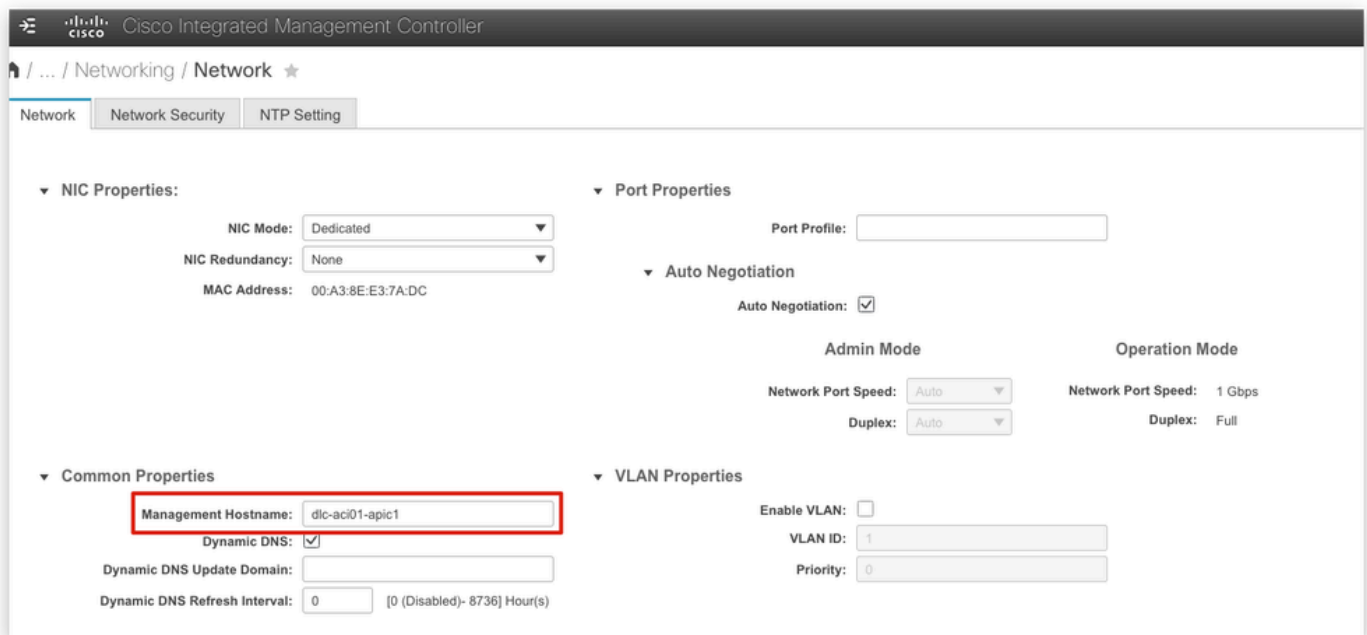 cisco Cisco Integrated Management Controller
/ ... / Networking / Network
Network Network Security NTP Setting
NIC Properties:
NIC Mode: Dedicated
NIC Redundancy: None
MAC Address: 00:A3:8E:E3:7A:DC
Port Properties
Port Profile:
Auto Negotiation
Auto Negotiation:
Admin Mode Operation Mode
Network Port Speed: Auto Network Port Speed: 1 Gbps
Duplex: Auto Duplex: Full
Common Properties
Management Hostname: dlc-aci01-apic1
Dynamic DNS:
Dynamic DNS Update Domain:
Dynamic DNS Refresh Interval: 0 [0 (Disabled)- 8736] Hour(s)
VLAN Properties
Enable VLAN:
VLAN ID: 1
Priority: 0